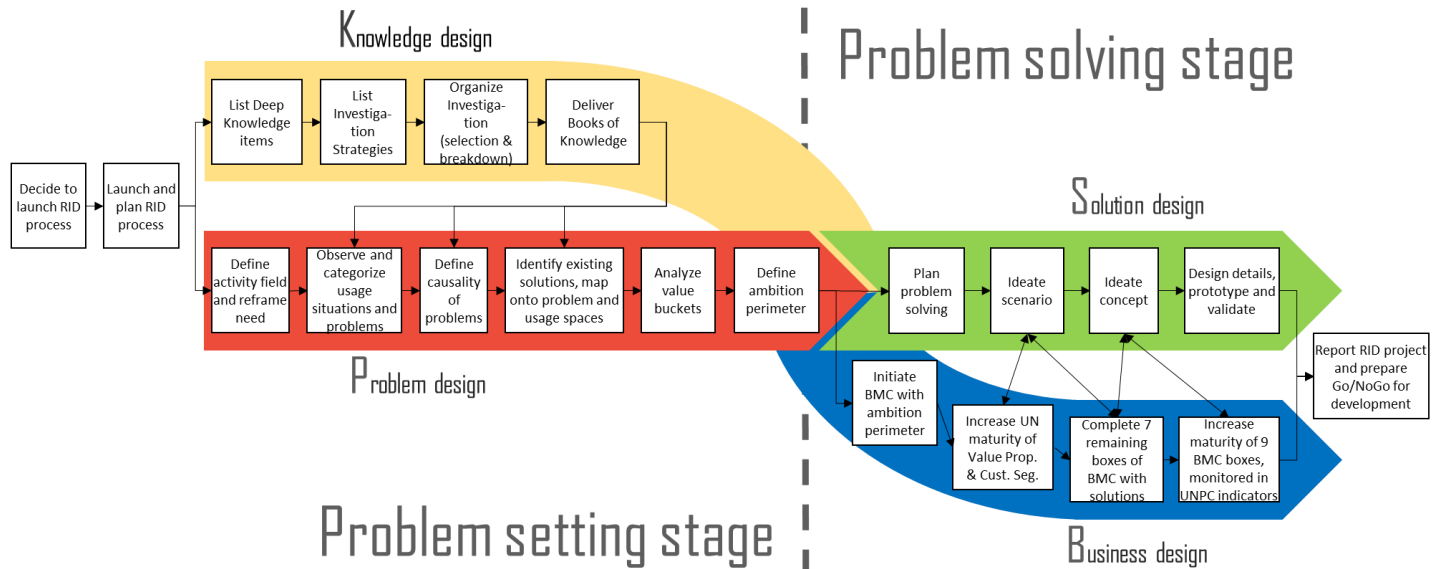 Knowledge design
Problem solving stage
List Deep
Knowledge
items
List
Investiga-
tion
Strategies
Organize
Investiga-
tion
(selection &
breakdown)
Deliver
Books of
Knowledge
Decide to
launch RID
process
Launch and
plan RID
process
Solution design
Define
activity field
and reframe
need
Observe and
categorize
usage
situations and
problems
Define
causality of
problems
Identify existing
solutions, map
onto problem and
usage spaces
Analyze
value
buckets
Define
ambition
perimeter
Plan
problem
solving
Ideate
scenario
Ideate
concept
Design details,
prototype and
validate
Problem design
Report RID project
and prepare
Go/NoGo for
development
Initiate
BMC with
ambition
perimeter
Increase UN
maturity of
Value Prop.
& Cust. Seg.
Complete 7
remaining
boxes of
BMC with
solutions
Increase
maturity of 9
BMC boxes,
monitored in
UNPC indicators
Problem setting stage
Business design